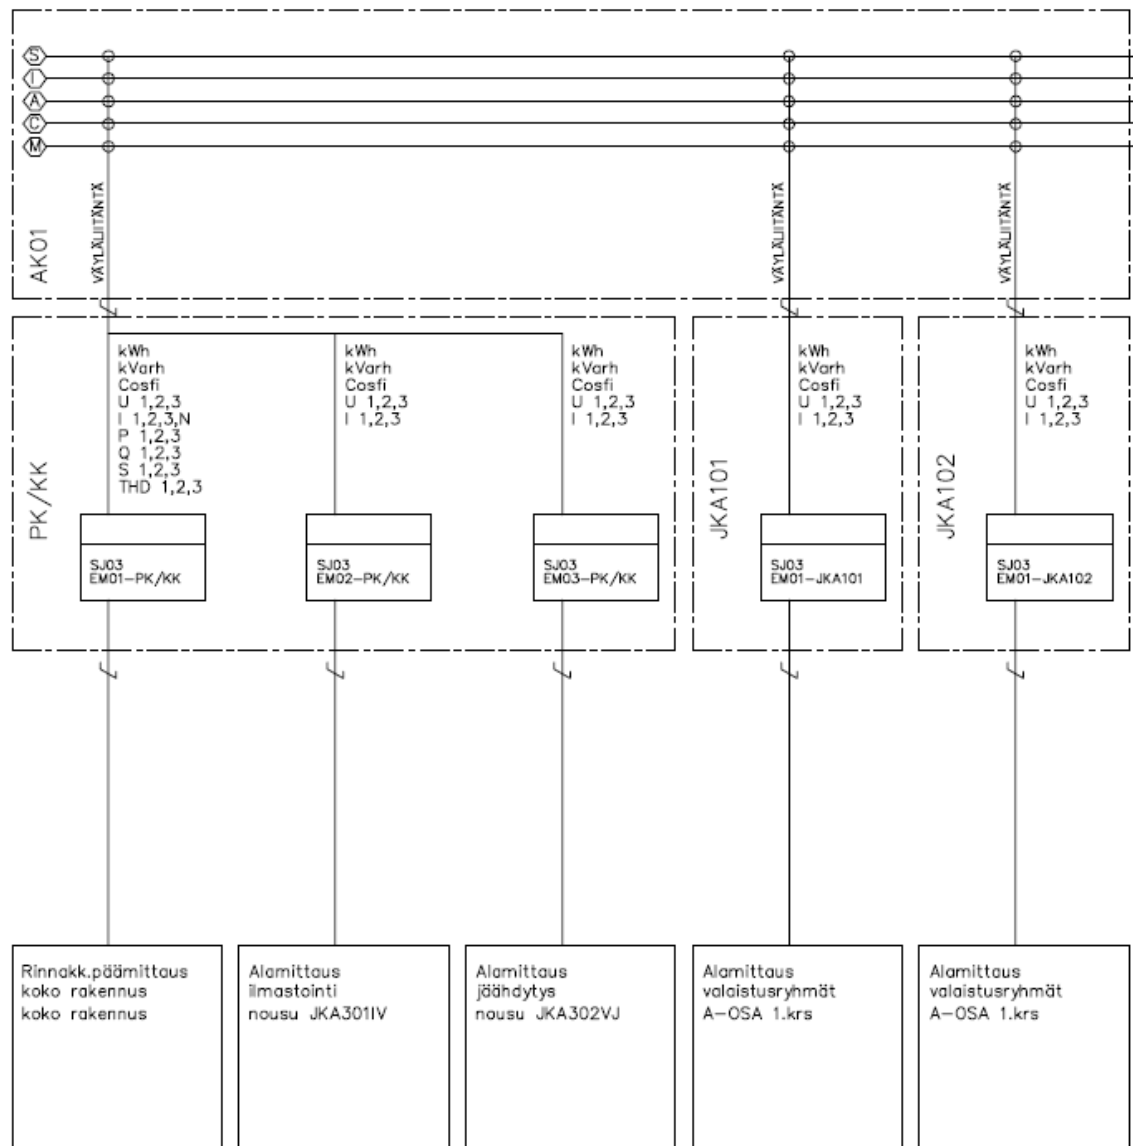 S
I
A
C
M
AK01
VÄYLÄLIITÄNTÄ
VÄYLÄLIITÄNTÄ
VÄYLÄLIITÄNTÄ
PK/KK
kWh
kVarh
Cosfi
U 1,2,3
I 1,2,3,N
P 1,2,3
Q 1,2,3
S 1,2,3
THD 1,2,3
SJ03
EM01-PK/KK
kWh
kVarh
Cosfi
U 1,2,3
I 1,2,3
SJ03
EM02-PK/KK
kWh
kVarh
Cosfi
U 1,2,3
I 1,2,3
SJ03
EM03-PK/KK
JKA101
kWh
kVarh
Cosfi
U 1,2,3
I 1,2,3
SJ03
EM01-JKA101
JKA102
kWh
kVarh
Cosfi
U 1,2,3
I 1,2,3
SJ03
EM01-JKA102
Rinnakk.päämittaus
koko rakennus
koko rakennus
Alamittaus
ilmastointi
nousu JKA301IV
Alamittaus
jäähdytys
nousu JKA302VJ
Alamittaus
valaistusryhmät
A-OSA 1.krs
Alamittaus
valaistusryhmät
A-OSA 1.krs